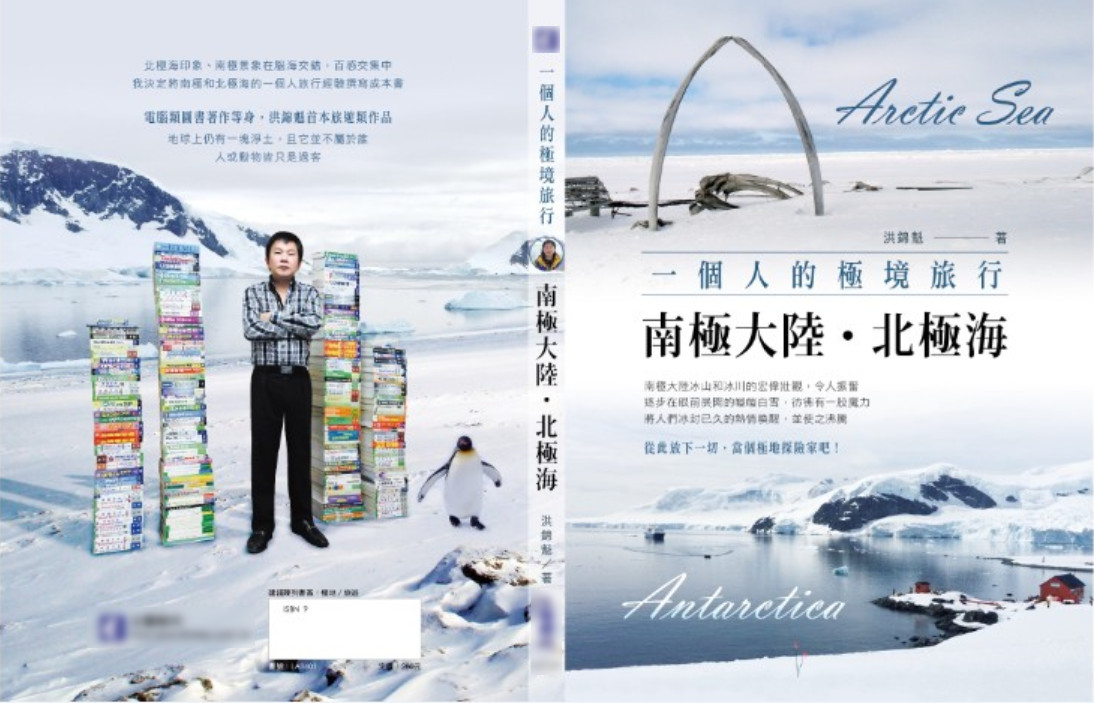 北極海印象、南極景象在腦海交錯，百感交集中
我決定將南極和北極海的一個人旅行經驗撰寫成本書
電腦類圖書著作等身，洪錦魁首本旅遊類作品
地球上仍有一塊淨土，且它並不屬於誰
人或動物皆只是過客
建議陳列書區：極地／旅遊
ISBN 9
一個人的極境旅行
南極大陸・北極海
洪錦魁／著
Arctic Sea
洪錦魁 著
一個人的極境旅行
南極大陸・北極海
南極大陸冰山和冰川的宏偉壯觀，令人振奮
逐步在眼前展開的皚皚白雪，彷彿有一股魔力
將人們冰封已久的熱情喚醒，並使之沸騰
從此放下一切，當個極地探險家吧！
Antarctica